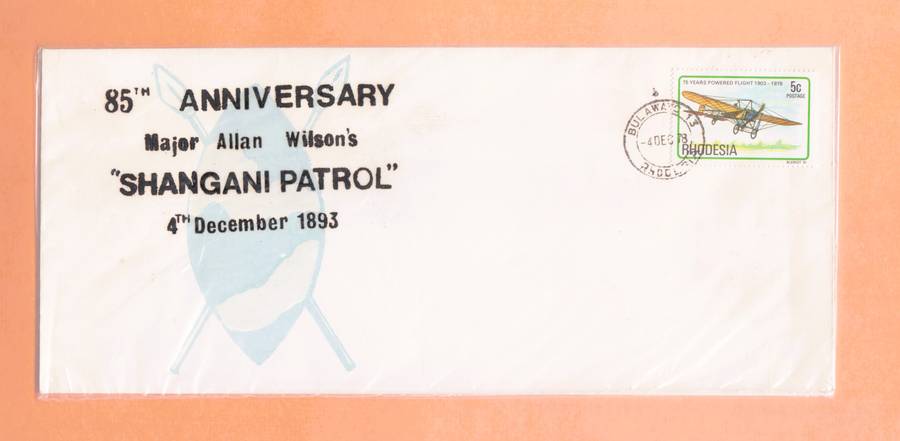 85TH ANNIVERSARY
Major Allan Wilson's
"SHANGANI PATROL"
4TH December 1893
75 YEARS POWERED FLIGHT 1903 - 1978
5c
POSTAGE
RHODESIA
BULAWAYO 13
-4 DEC 78